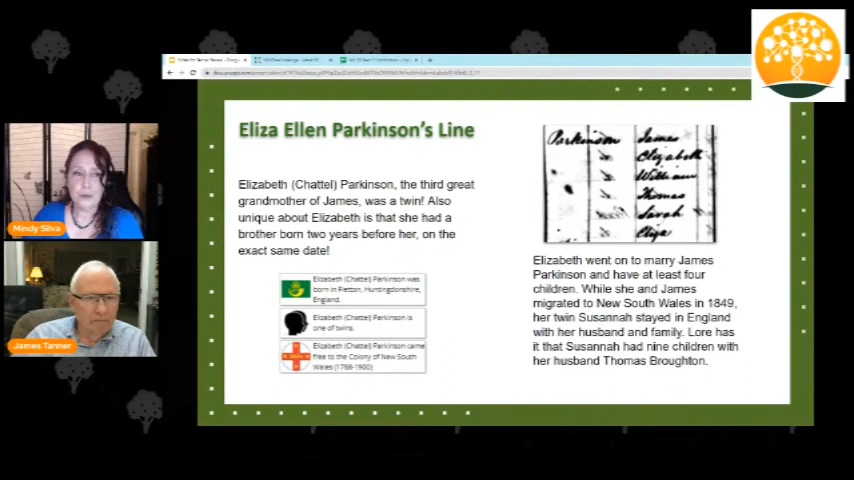 Eliza Ellen Parkinson's Line
Elizabeth (Chattel) Parkinson, the third great
grandmother of James, was a twin! Also
unique about Elizabeth is that she had a
brother born two years before her, on the
exact same date!
Elizabeth (Chattel) Parkinson was
born in Fletton, Huntingdonshire,
England.
Elizabeth (Chattel) Parkinson is
one of twins.
Elizabeth (Chattel) Parkinson came
free to the Colony of New South
Wales (1788-1900)
Parkinson James
Elizabeth
William
Thomas
Sarah
Eliza
Elizabeth went on to marry James
Parkinson and have at least four
children. While she and James
migrated to New South Wales in 1849,
her twin Susannah stayed in England
with her husband and family. Lore has
it that Susannah had nine children with
her husband Thomas Broughton.
Mindy Silva
James Tanner